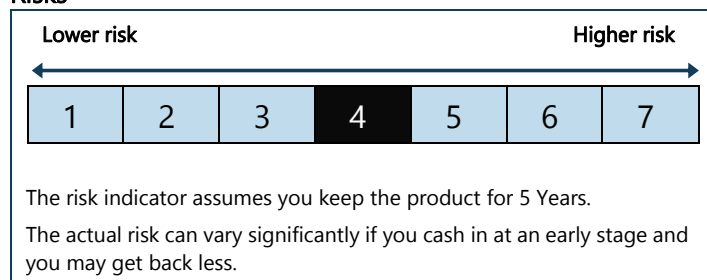 Risks
Lower risk Higher risk
1 2 3 4 5 6 7
The risk indicator assumes you keep the product for 5 Years.
The actual risk can vary significantly if you cash in at an early stage and
you may get back less.